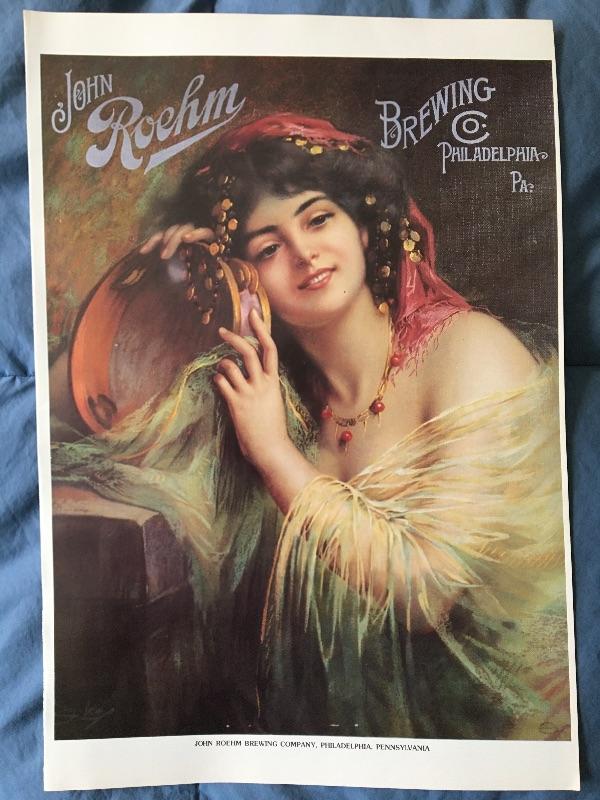 JOHN
Roehm
BREWING
CO.
PHILADELPHIA
PA.
JOHN ROEHM BREWING COMPANY, PHILADELPHIA, PENNSYLVANIA